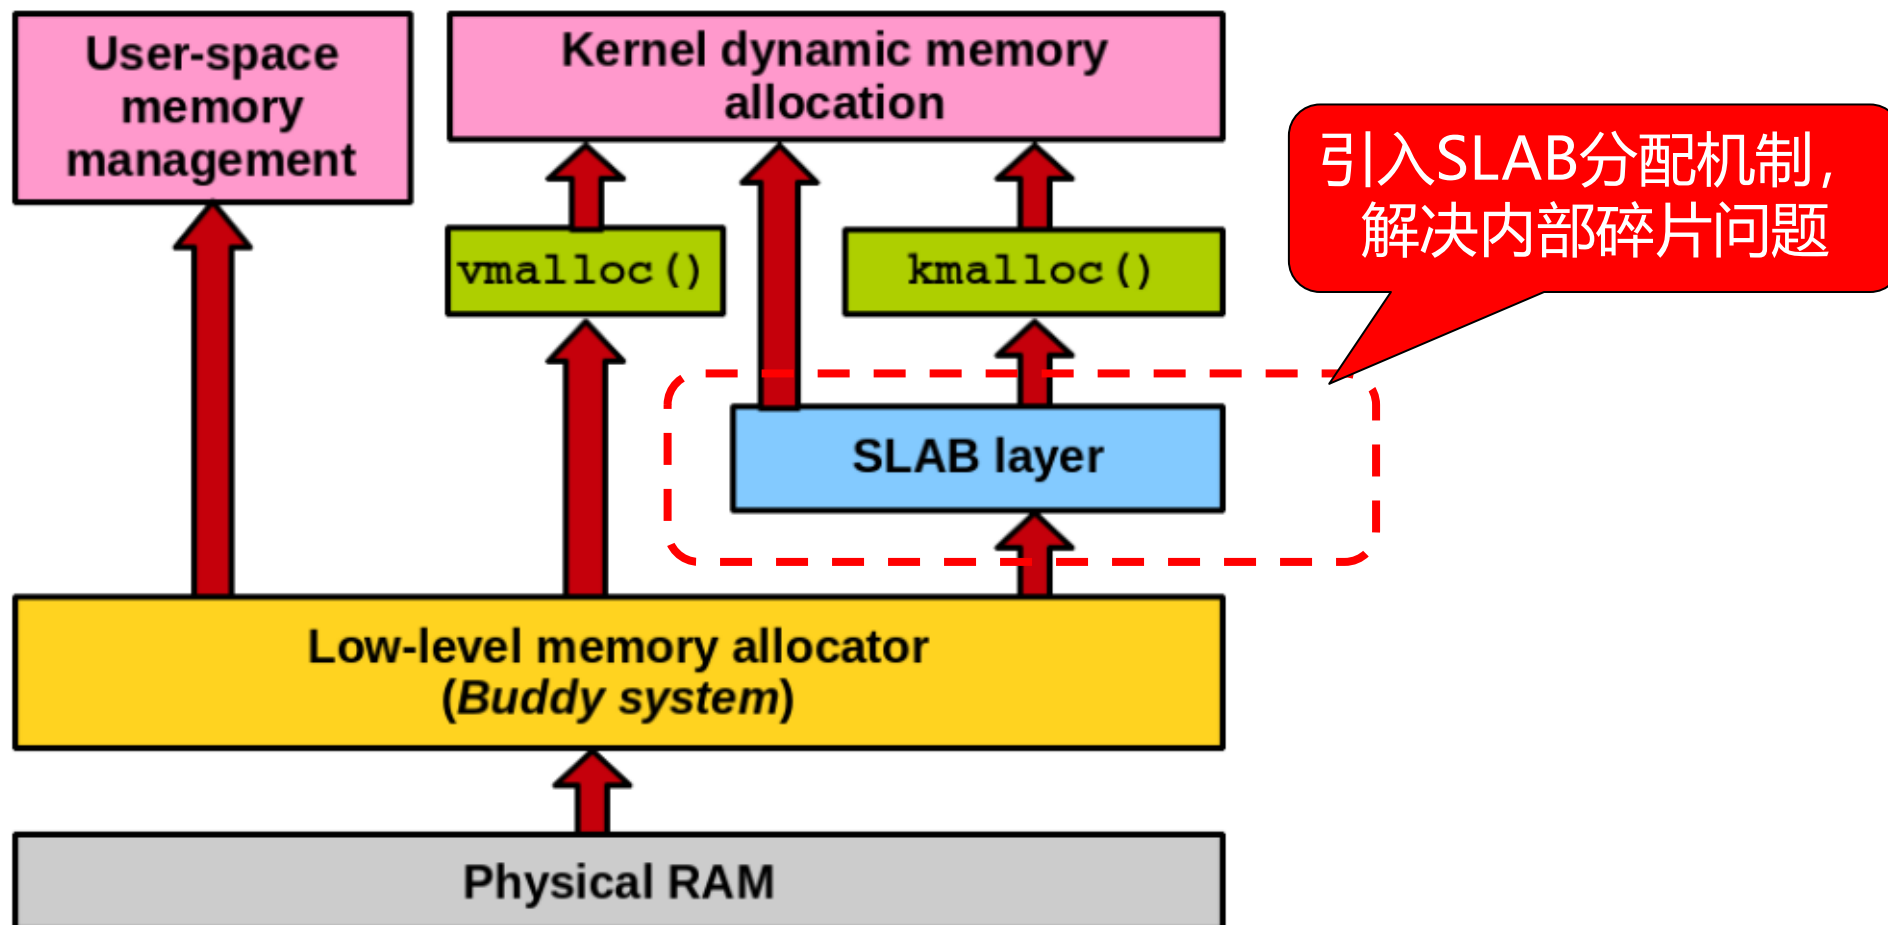 User-space
memory
management
Kernel dynamic memory
allocation
引入SLAB分配机制,
解决内部碎片问题
vmalloc()
kmalloc()
SLAB layer
Low-level memory allocator
(Buddy system)
Physical RAM